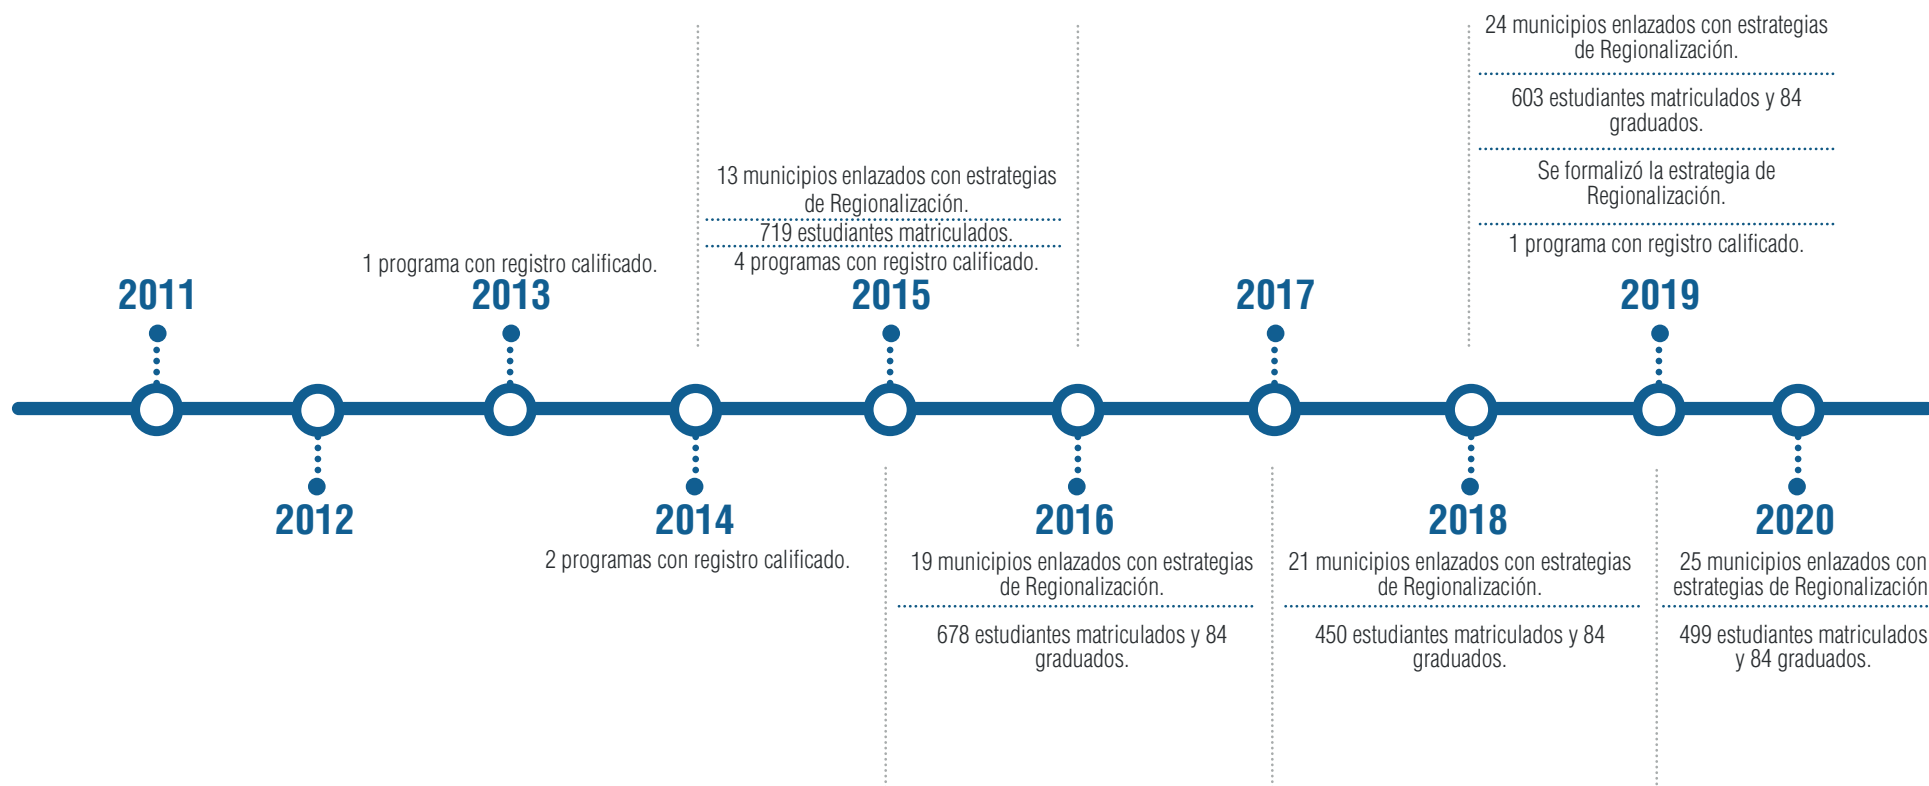 2011
2012
1 programa con registro calificado.
2013
2014
2 programas con registro calificado.
13 municipios enlazados con estrategias
de Regionalización.
719 estudiantes matriculados.
4 programas con registro calificado.
2015
2016
19 municipios enlazados con estrategias
de Regionalización.
678 estudiantes matriculados y 84
graduados.
2017
2018
21 municipios enlazados con estrategias
de Regionalización.
450 estudiantes matriculados y 84
graduados.
24 municipios enlazados con estrategias
de Regionalización.
603 estudiantes matriculados y 84
graduados.
Se formalizó la estrategia de
Regionalización.
1 programa con registro calificado.
2019
2020
25 municipios enlazados con
estrategias de Regionalización
499 estudiantes matriculados
y 84 graduados.